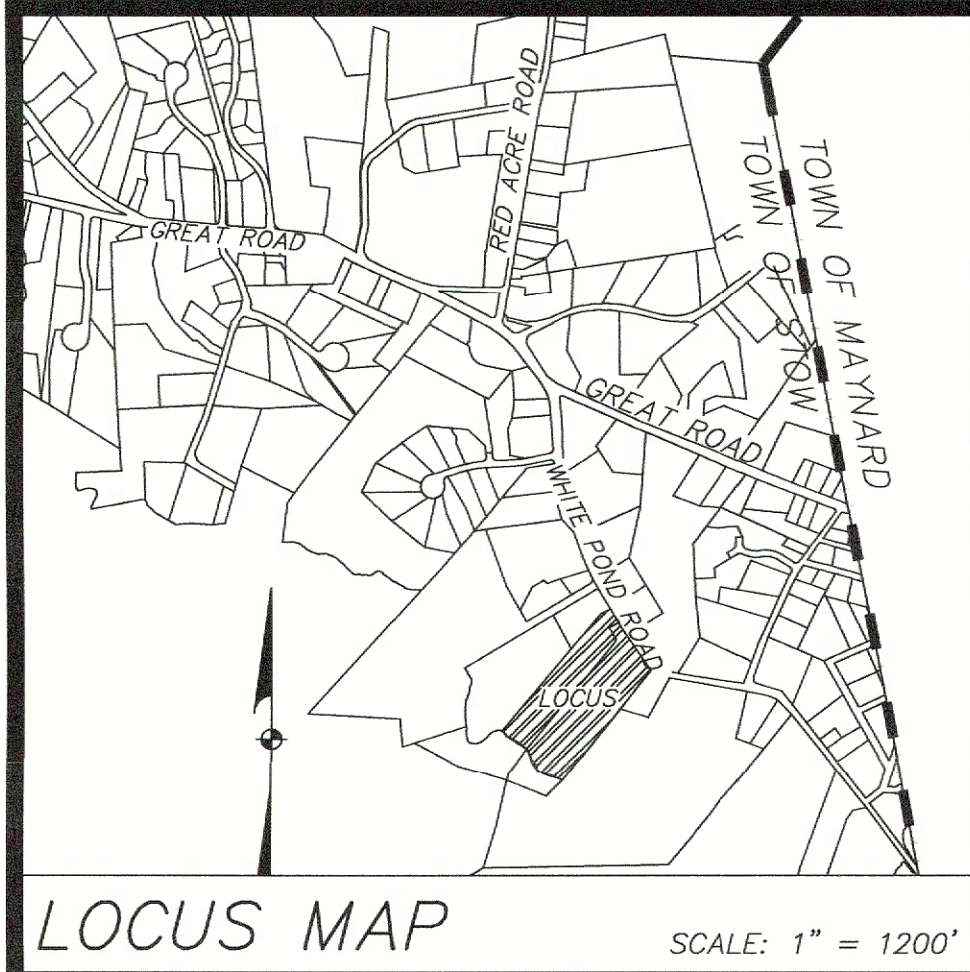 RED ACRE ROAD
GREAT ROAD
TOWN OF MAYNARD
TOWN OF STOW
GREAT ROAD
WHITE POND ROAD
LOCUS
LOCUS MAP
SCALE: 1" = 1200'